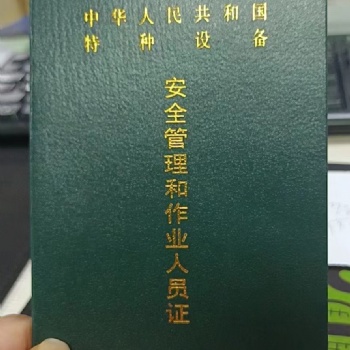 中华人民共和国
特种设备
安全管理和作业人员证